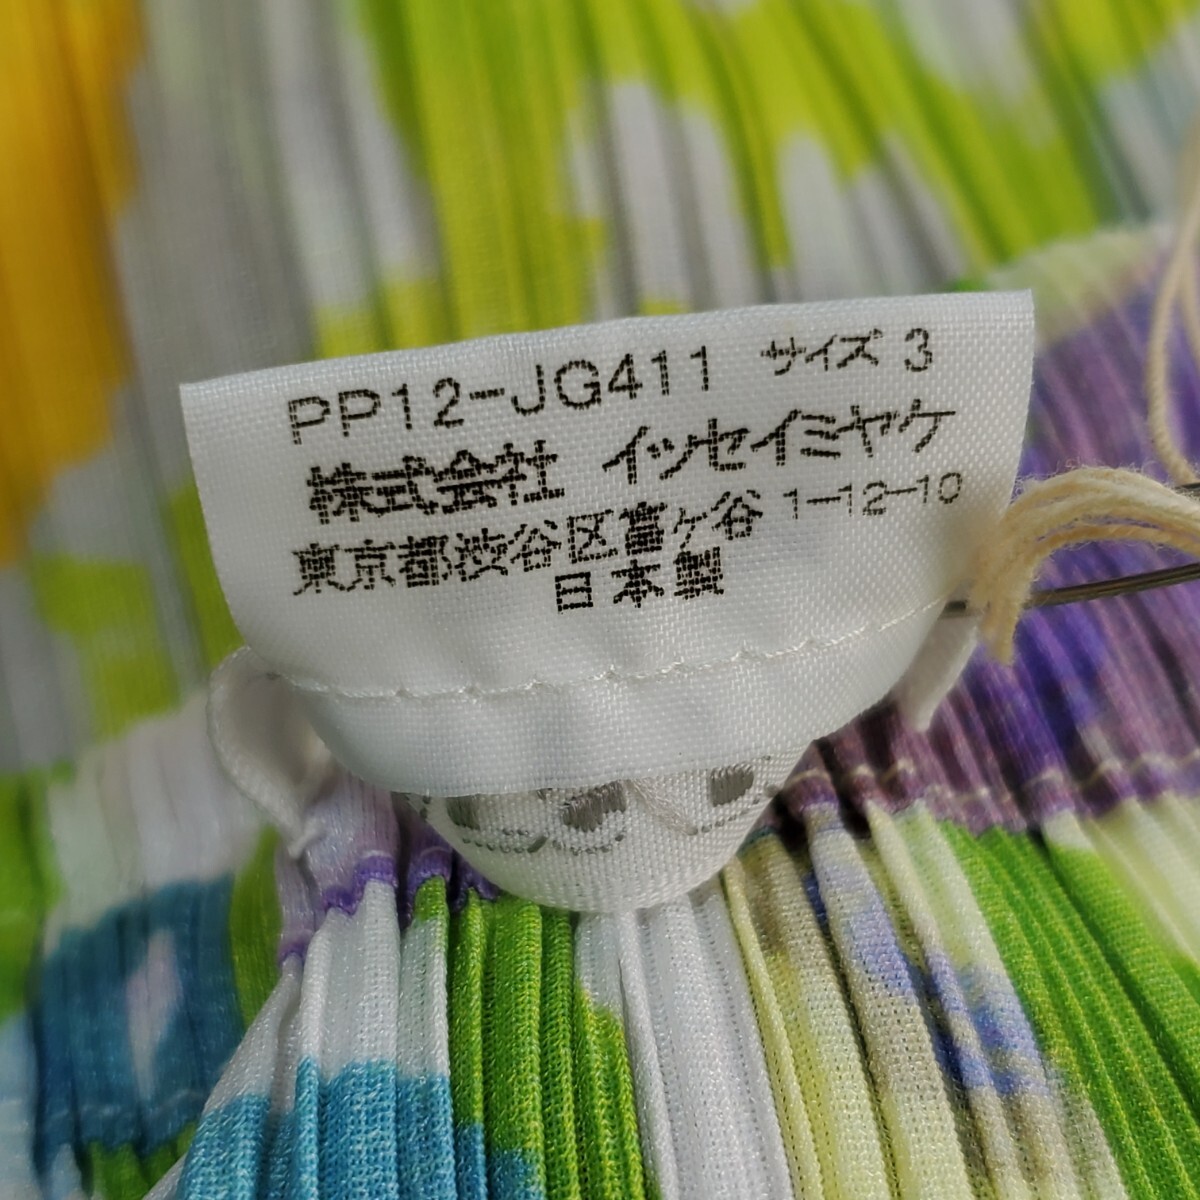 PP12-JG411 サイズ 3
株式会社 イッセイミヤケ
東京都渋谷区富ヶ谷 1-12-10
日本製